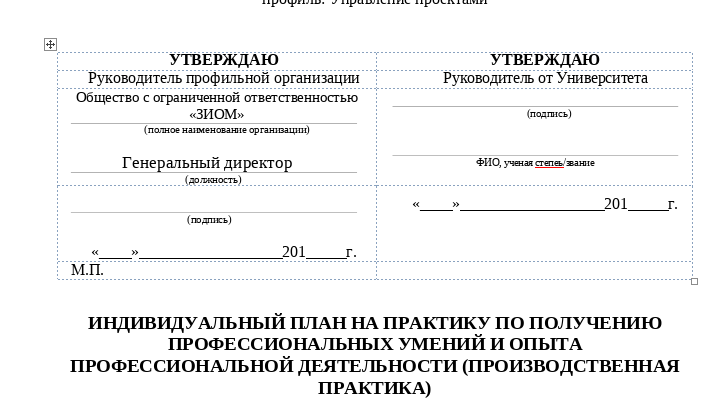 профиль: Управление проектами
УТВЕРЖДАЮ
Руководитель профильной организации
Общество с ограниченной ответственностью
«ЗИОМ»
(полное наименование организации)
Генеральный директор
(должность)
(подпись)
«____»__________________201_____г.
М.П.
УТВЕРЖДАЮ
Руководитель от Университета
(подпись)
ФИО, ученая степень/звание
«____»__________________201_____г.
ИНДИВИДУАЛЬНЫЙ ПЛАН НА ПРАКТИКУ ПО ПОЛУЧЕНИЮ
ПРОФЕССИОНАЛЬНЫХ УМЕНИЙ И ОПЫТА
ПРОФЕССИОНАЛЬНОЙ ДЕЯТЕЛЬНОСТИ (ПРОИЗВОДСТВЕННАЯ
ПРАКТИКА)